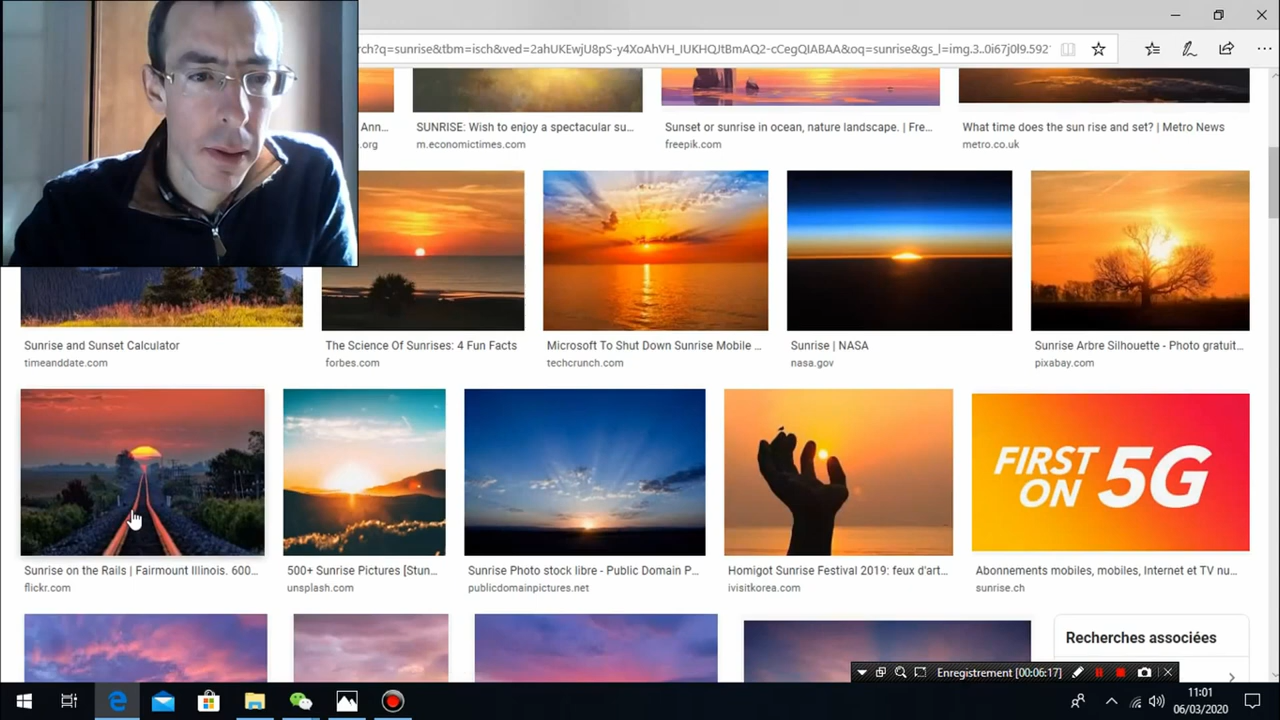 rch?q=sunrise&tbm=isch&ved=2ahUKEwjU8pS-y4XoAhVH_IUKHQJtBmAQ2-cCegQIABAA&oq=sunrise&gs_l=img.3..0i67j0l9.592
Ann...
SUNRISE: Wish to enjoy a spectacular su...
Sunset or sunrise in ocean, nature landscape. | Fre...
What time does the sun rise and set? | Metro News
.org
m.economictimes.com
freepik.com
metro.co.uk
Sunrise and Sunset Calculator
The Science Of Sunrises: 4 Fun Facts
Microsoft To Shut Down Sunrise Mobile ...
Sunrise | NASA
Sunrise Arbre Silhouette - Photo gratuit...
timeanddate.com
forbes.com
techcrunch.com
nasa.gov
pixabay.com
FIRST
ON 5G
Sunrise on the Rails | Fairmount Illinois. 600...
500+ Sunrise Pictures [Stun...
Sunrise Photo stock libre - Public Domain P...
Homigot Sunrise Festival 2019: feux d'art...
Abonnements mobiles, mobiles, Internet et TV nu...
flickr.com
unsplash.com
publicdomainpictures.net
ivisitkorea.com
sunrise.ch
Recherches associées
Enregistrement [00:06:17]
11:01
06/03/2020